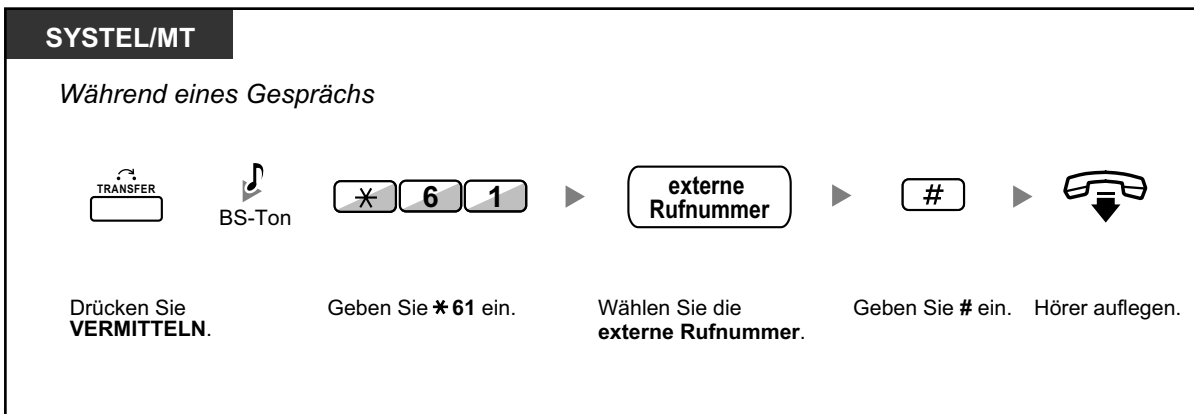 SYSTEL/MT
Während eines Gesprächs
TRANSFER
BS-Ton
* 6 1
externe
Rufnummer
#
Drücken Sie
VERMITTELN.
Geben Sie * 61 ein.
Wählen Sie die
externe Rufnummer.
Geben Sie # ein.
Hörer auflegen.